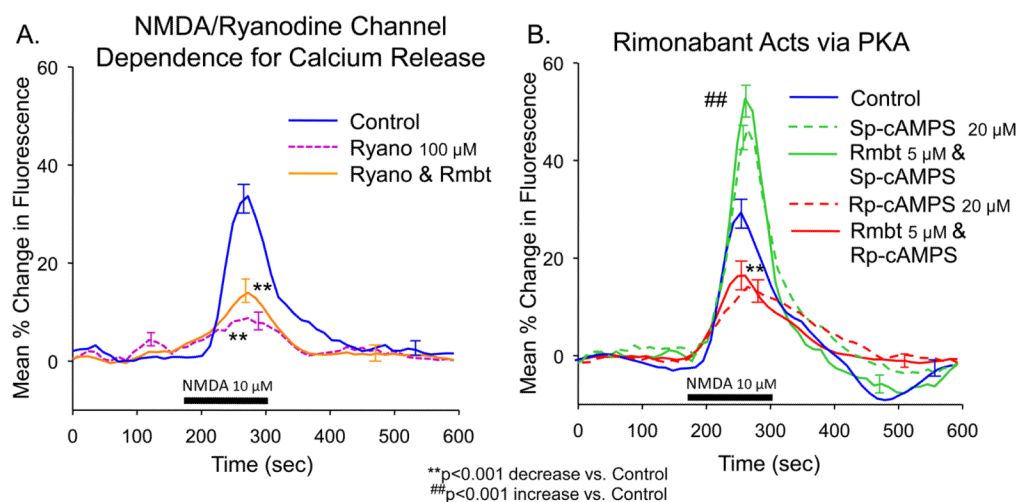 A.
NMDA/Ryanodine Channel
Dependence for Calcium Release
Mean % Change in Fluorescence
60
40
20
0
Control
Ryano 100 µM
Ryano & Rmbt
**
**
NMDA 10 µM
0 100 200 300 400 500 600
Time (sec)
B.
Rimonabant Acts via PKA
Mean % Change in Fluorescence
60
50
40
30
20
10
0
##
Control
Sp-cAMPS 20 µM
Rmbt 5 µM &
Sp-cAMPS
Rp-cAMPS 20 µM
Rmbt 5 µM &
Rp-cAMPS
**
NMDA 10 µM
0 100 200 300 400 500 600
Time (sec)
**p<0.001 decrease vs. Control
##p<0.001 increase vs. Control